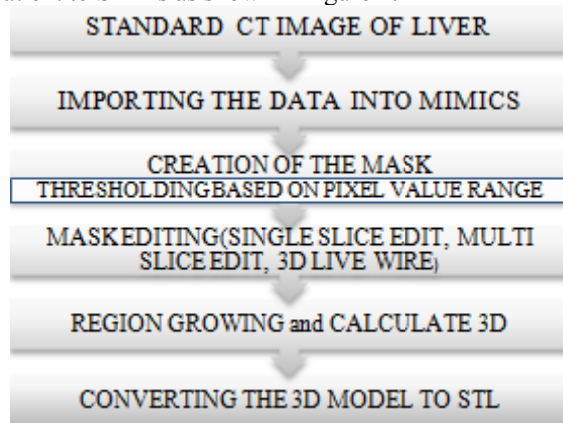 STANDARD CT IMAGE OF LIVER
IMPORTING THE DATA INTO MIMICS
CREATION OF THE MASK
THRESHOLDINGBASED ON PIXEL VALUE RANGE
MASKEDITING(SINGLE SLICE EDIT, MULTI
SLICE EDIT, 3D LIVE WIRE)
REGION GROWING and CALCULATE 3D
CONVERTING THE 3D MODEL TO STL